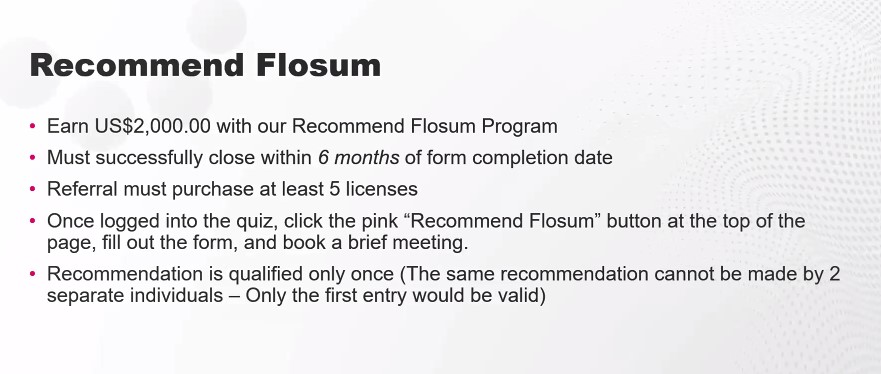 Recommend Flosum
• Earn US$2,000.00 with our Recommend Flosum Program
• Must successfully close within 6 months of form completion date
• Referral must purchase at least 5 licenses
• Once logged into the quiz, click the pink “Recommend Flosum” button at the top of the
page, fill out the form, and book a brief meeting.
• Recommendation is qualified only once (The same recommendation cannot be made by 2
separate individuals – Only the first entry would be valid)